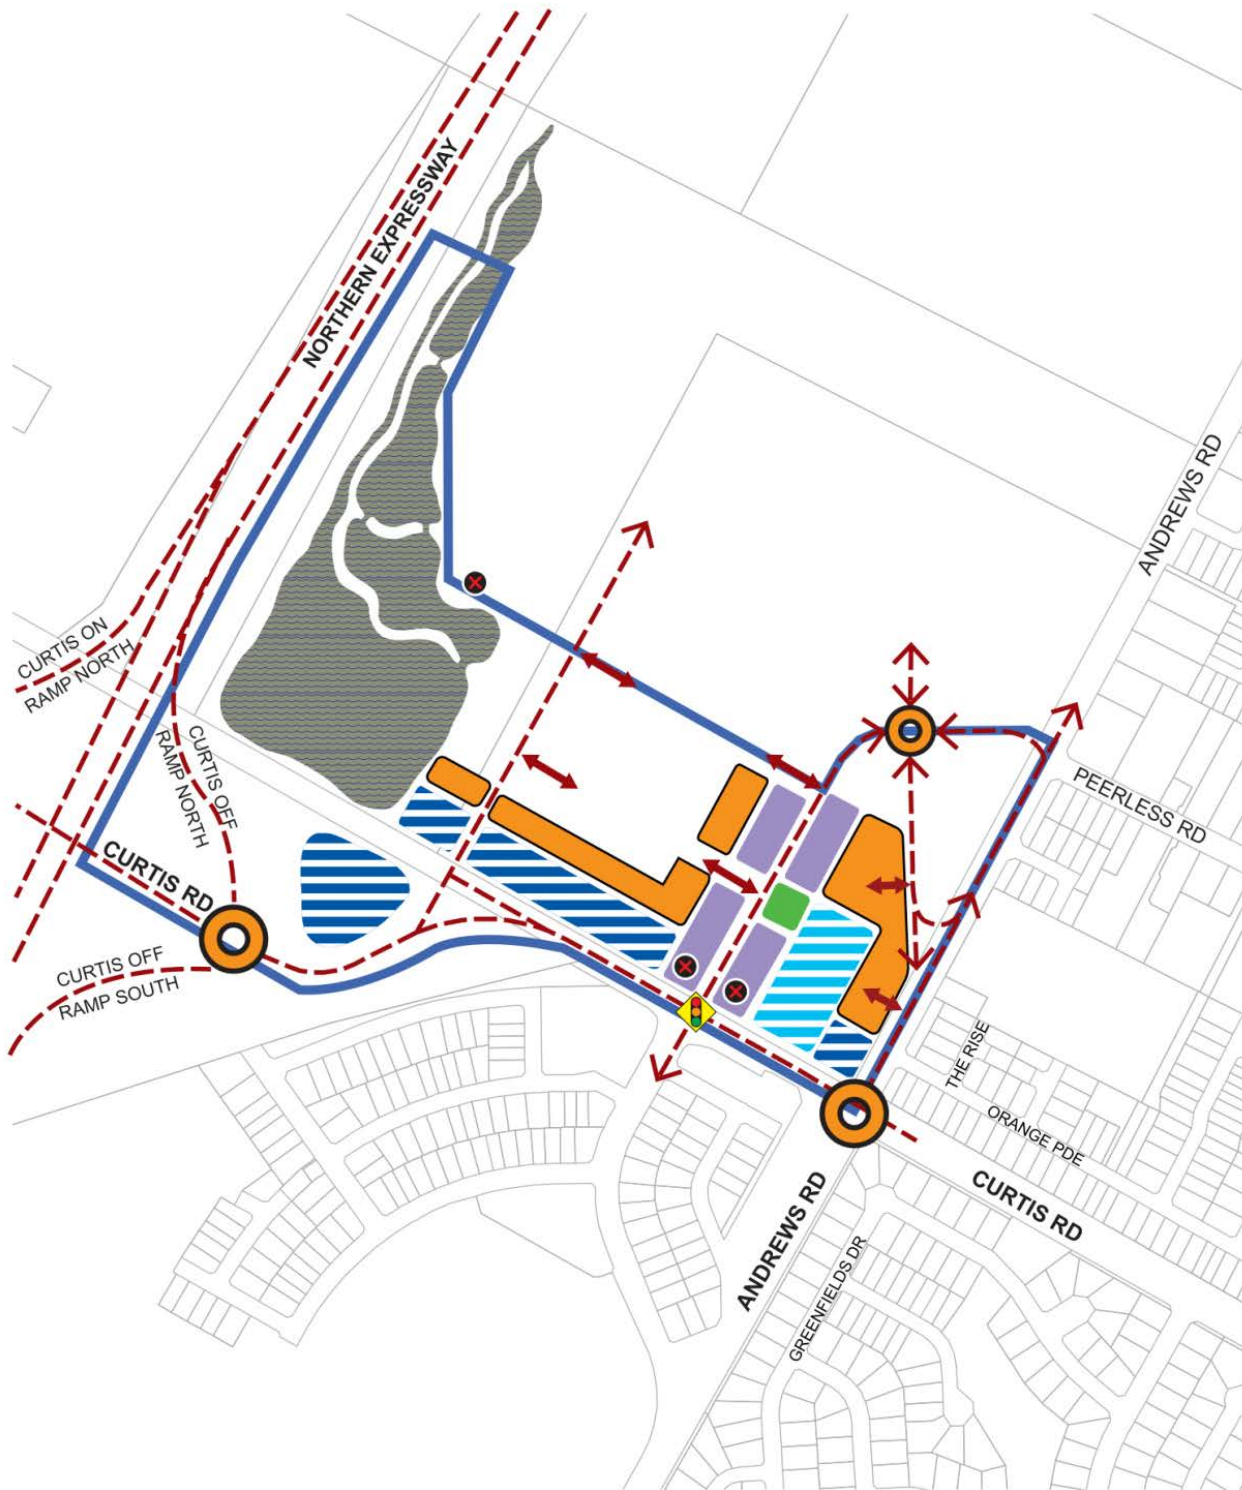 NORTHERN EXPRESSWAY
ANDREWS RD
CURTIS ON
RAMP NORTH
CURTIS OFF
RAMP NORTH
PEERLESS RD
CURTIS RD
CURTIS OFF
RAMP SOUTH
THE RISE
ORANGE PDE
CURTIS RD
ANDREWS RD
GREENFIELDS DR